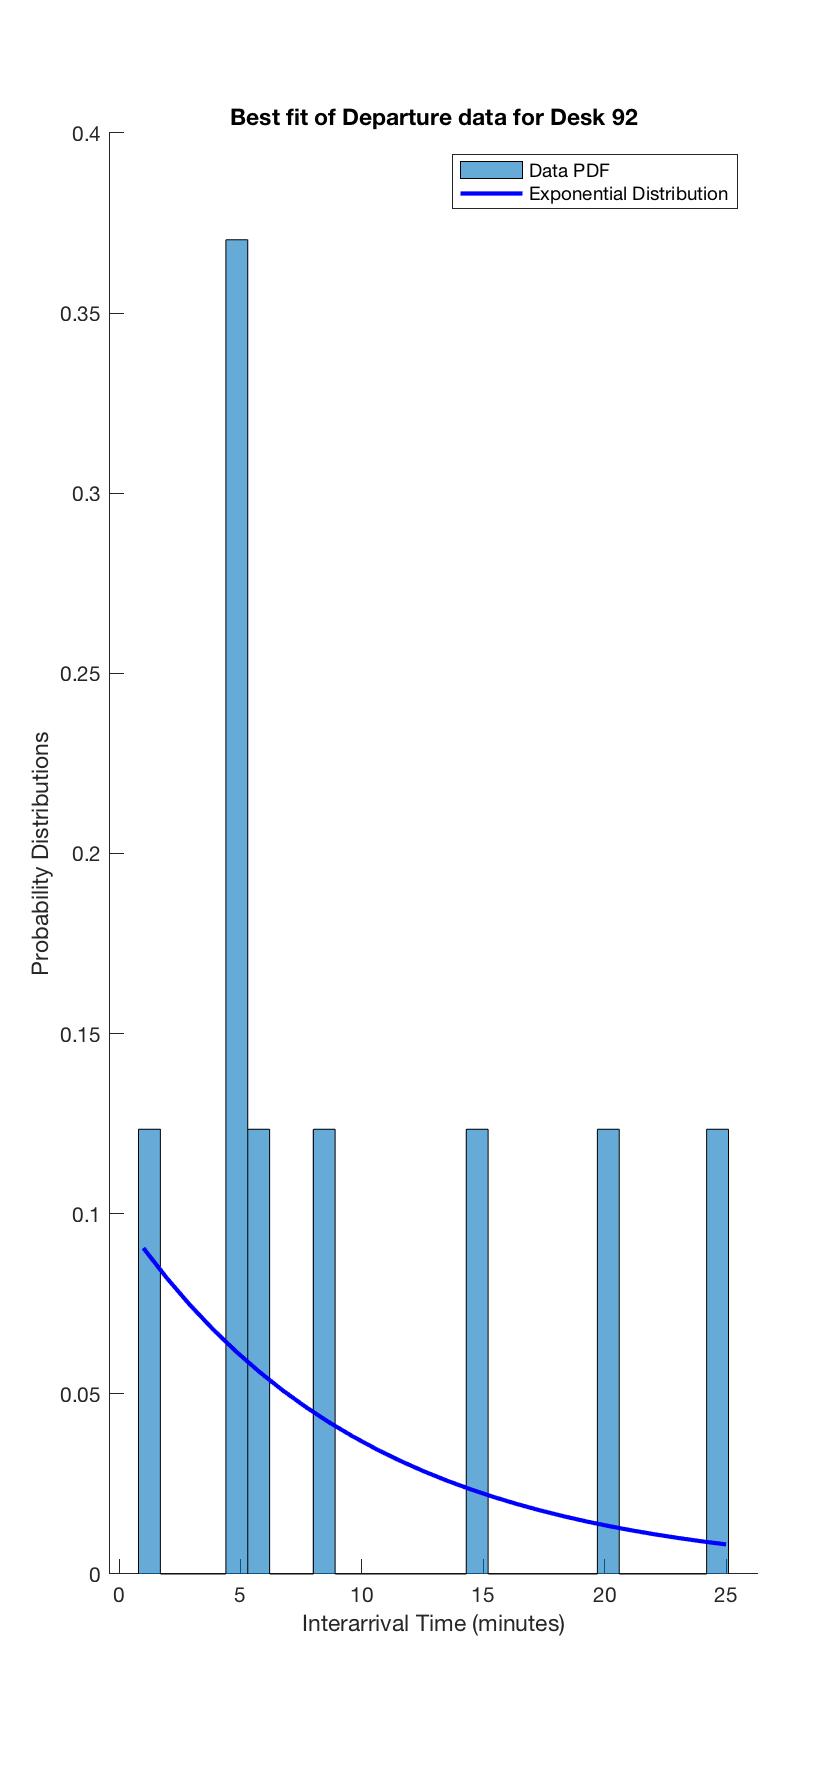 Best fit of Departure data for Desk 92
Data PDF
Exponential Distribution
0.4
0.35
0.3
0.25
0.2
0.15
0.1
0.05
0
Probability Distributions
0 5 10 15 20 25
Interarrival Time (minutes)